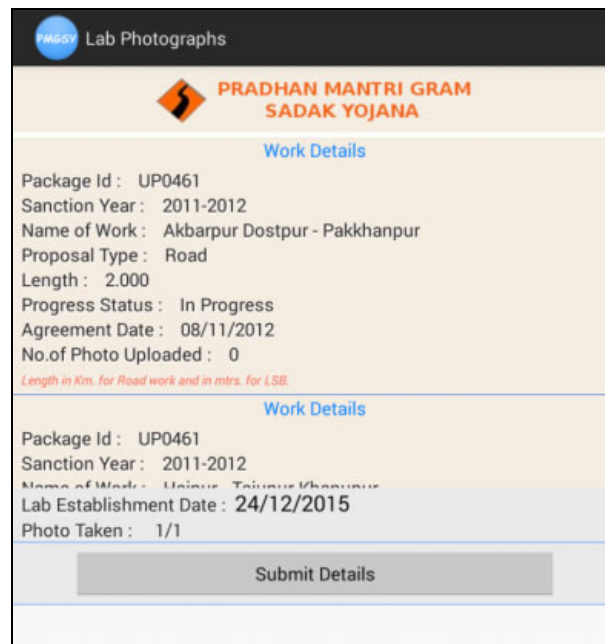 PMGSY Lab Photographs
PRADHAN MANTRI GRAM
SADAK YOJANA
Work Details
Package Id : UP0461
Sanction Year : 2011-2012
Name of Work : Akbarpur Dostpur - Pakkhanpur
Proposal Type : Road
Length : 2.000
Progress Status : In Progress
Agreement Date : 08/11/2012
No.of Photo Uploaded : 0
Length in Km. for Road work and in mtrs. for LSB.
Work Details
Package Id : UP0461
Sanction Year : 2011-2012
Name of Work :
Lab Establishment Date : 24/12/2015
Photo Taken : 1/1
Submit Details